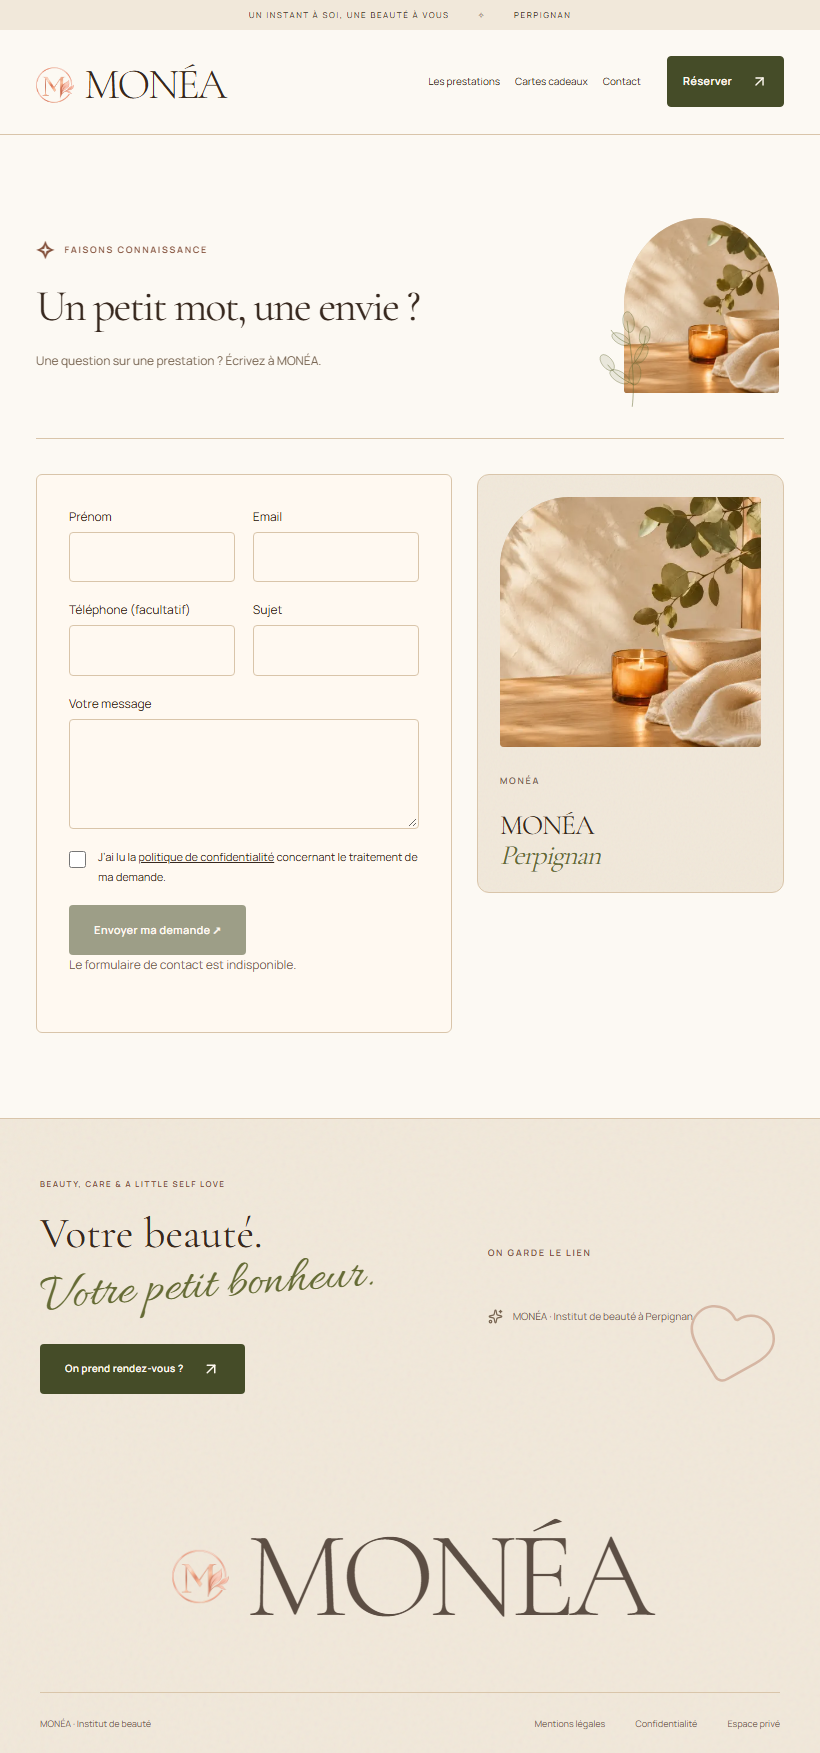 UN INSTANT À SOI, UNE BEAUTÉ À VOUS ✧ PERPIGNAN
M MONÉA
Les prestations Cartes cadeaux Contact Réserver
FAISONS CONNAISSANCE
Un petit mot, une envie ?
Une question sur une prestation ? Écrivez à MONÉA.
Prénom Email
Téléphone (facultatif) Sujet
Votre message
J'ai lu la politique de confidentialité concernant le traitement de
ma demande.
Envoyer ma demande ↗
Le formulaire de contact est indisponible.
MONÉA
MONÉA
Perpignan
BEAUTY, CARE & A LITTLE SELF LOVE
Votre beauté.
Votre petit bonheur.
On prend rendez-vous ?
ON GARDE LE LIEN
MONÉA · Institut de beauté à Perpignan
M MONÉA
MONÉA · Institut de beauté
Mentions légales Confidentialité Espace privé